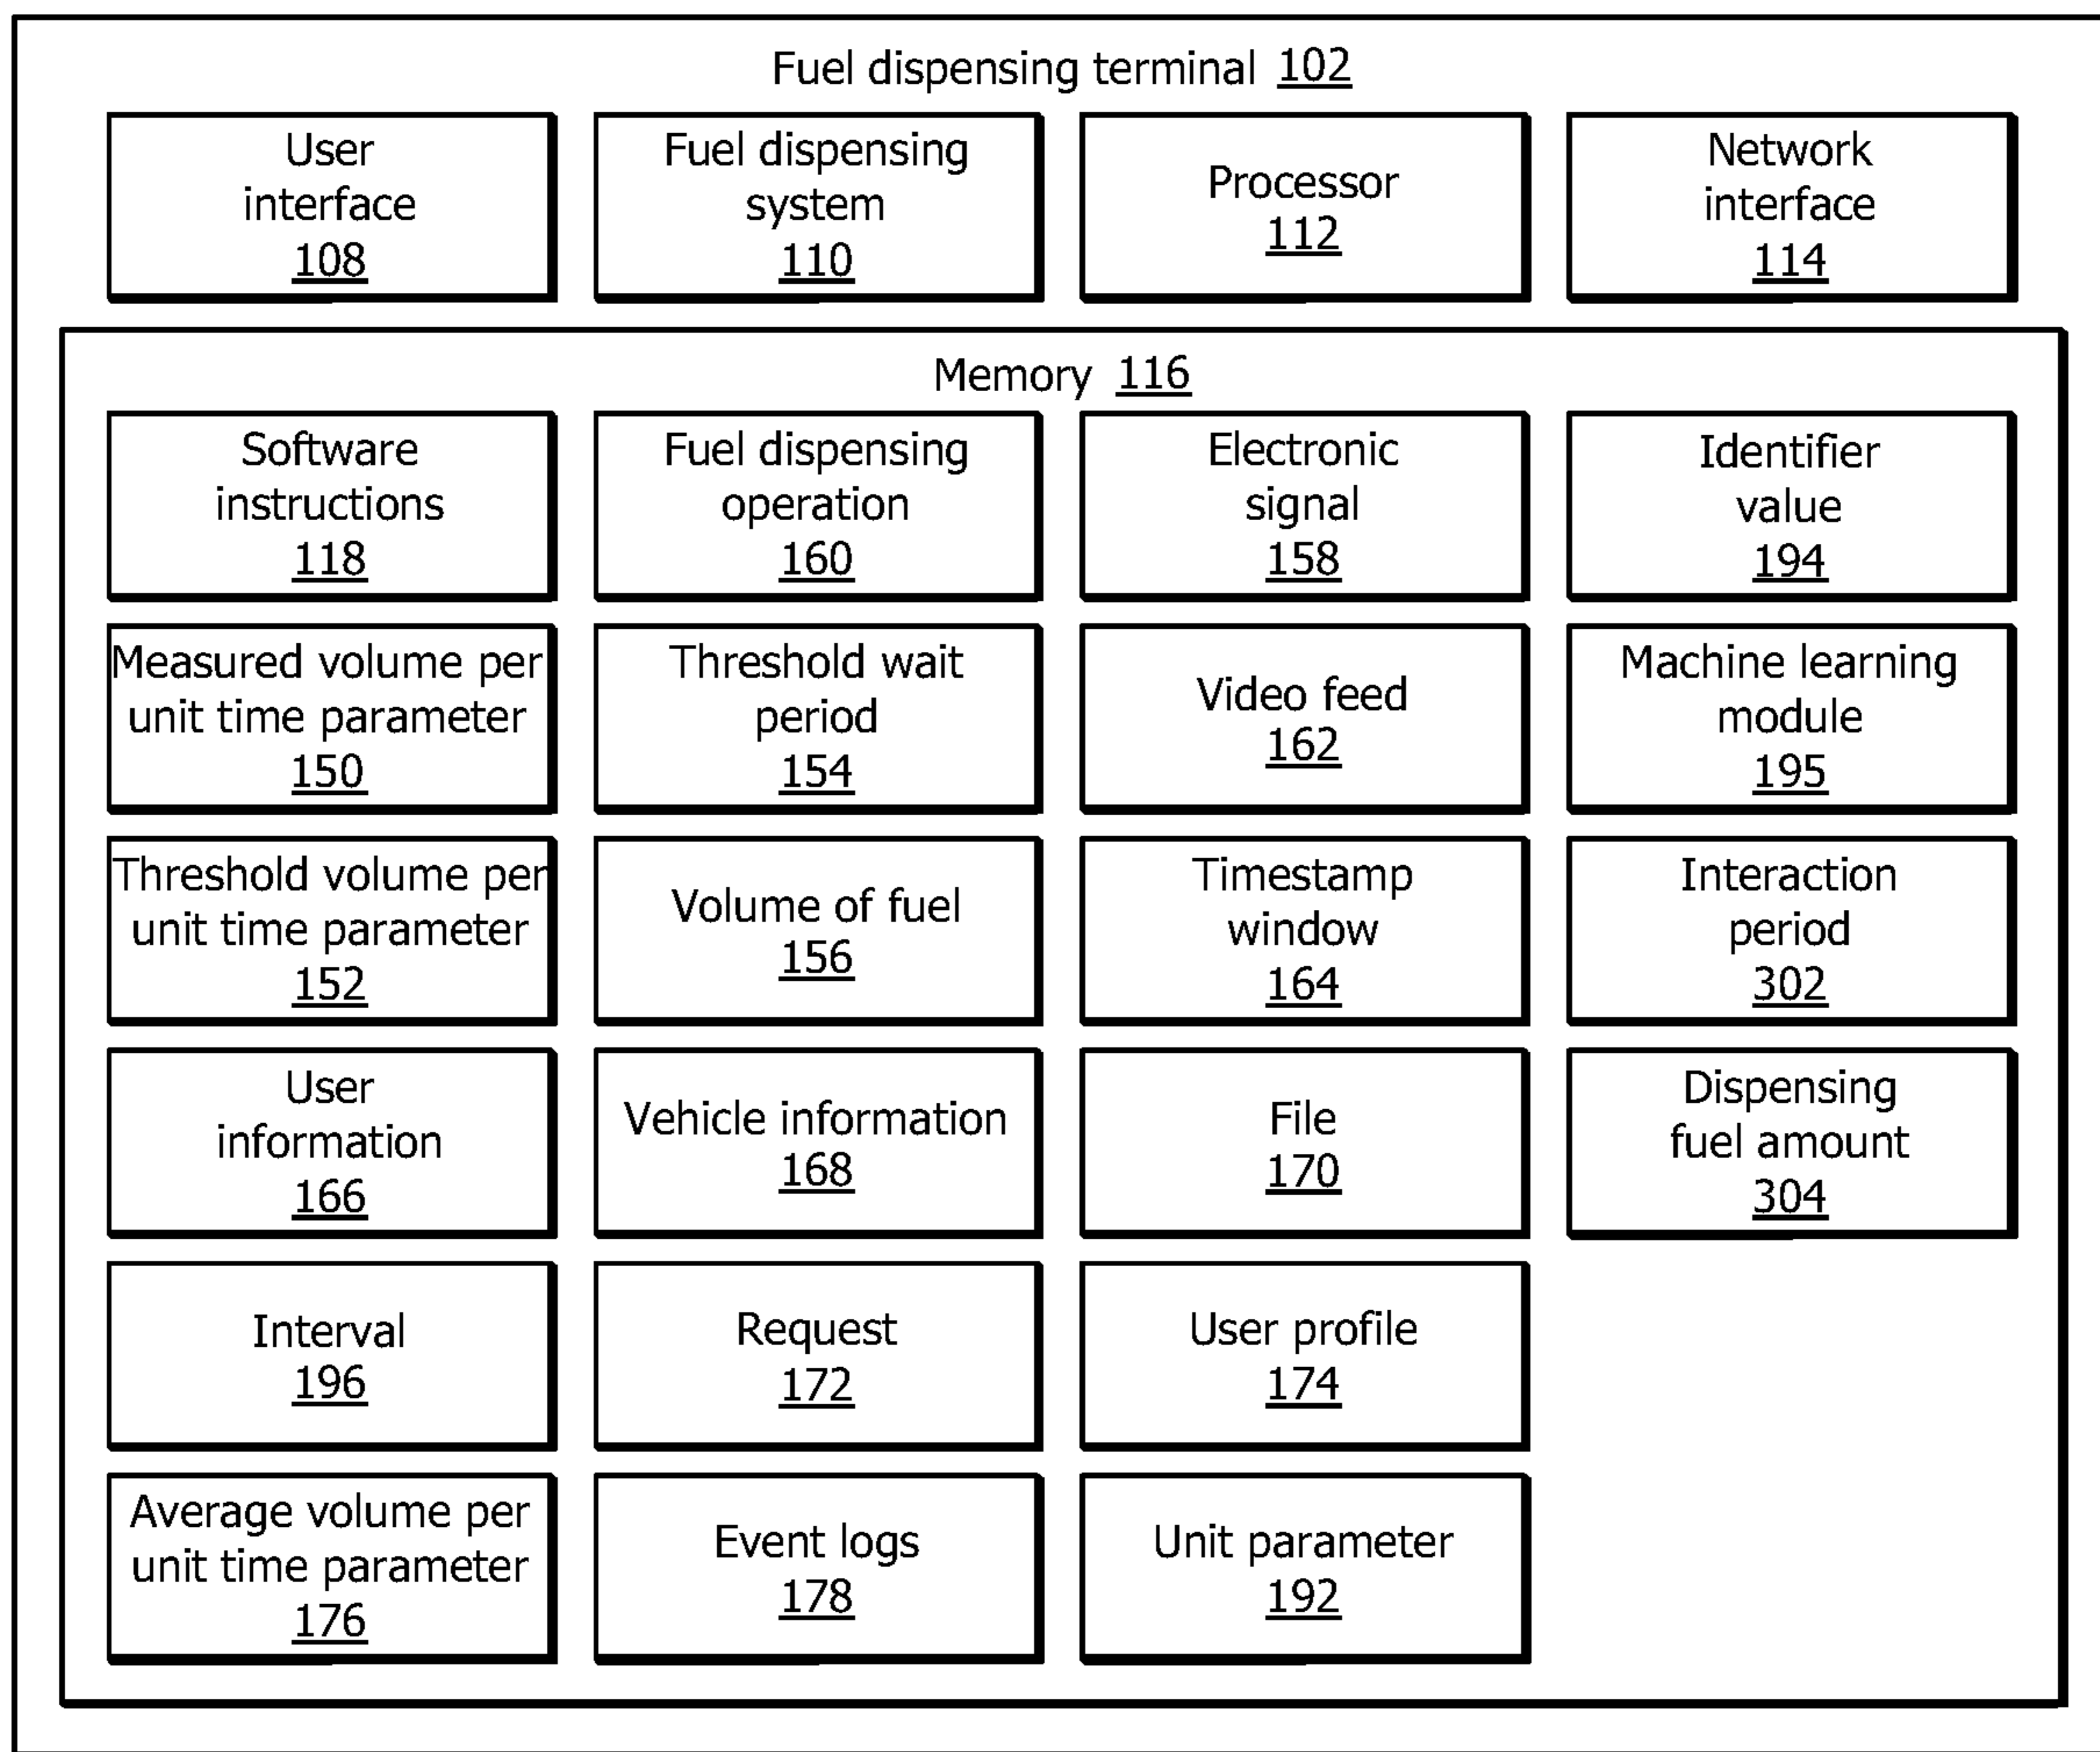 Fuel dispensing terminal 102
User
interface
108
Fuel dispensing
system
110
Processor
112
Network
interface
114
Memory 116
Software
instructions
118
Fuel dispensing
operation
160
Electronic
signal
158
Identifier
value
194
Measured volume per
unit time parameter
150
Threshold wait
period
154
Video feed
162
Machine learning
module
195
Threshold volume per
unit time parameter
152
Volume of fuel
156
Timestamp
window
164
Interaction
period
302
User
information
166
Vehicle information
168
File
170
Dispensing
fuel amount
304
Interval
196
Request
172
User profile
174
Average volume per
unit time parameter
176
Event logs
178
Unit parameter
192